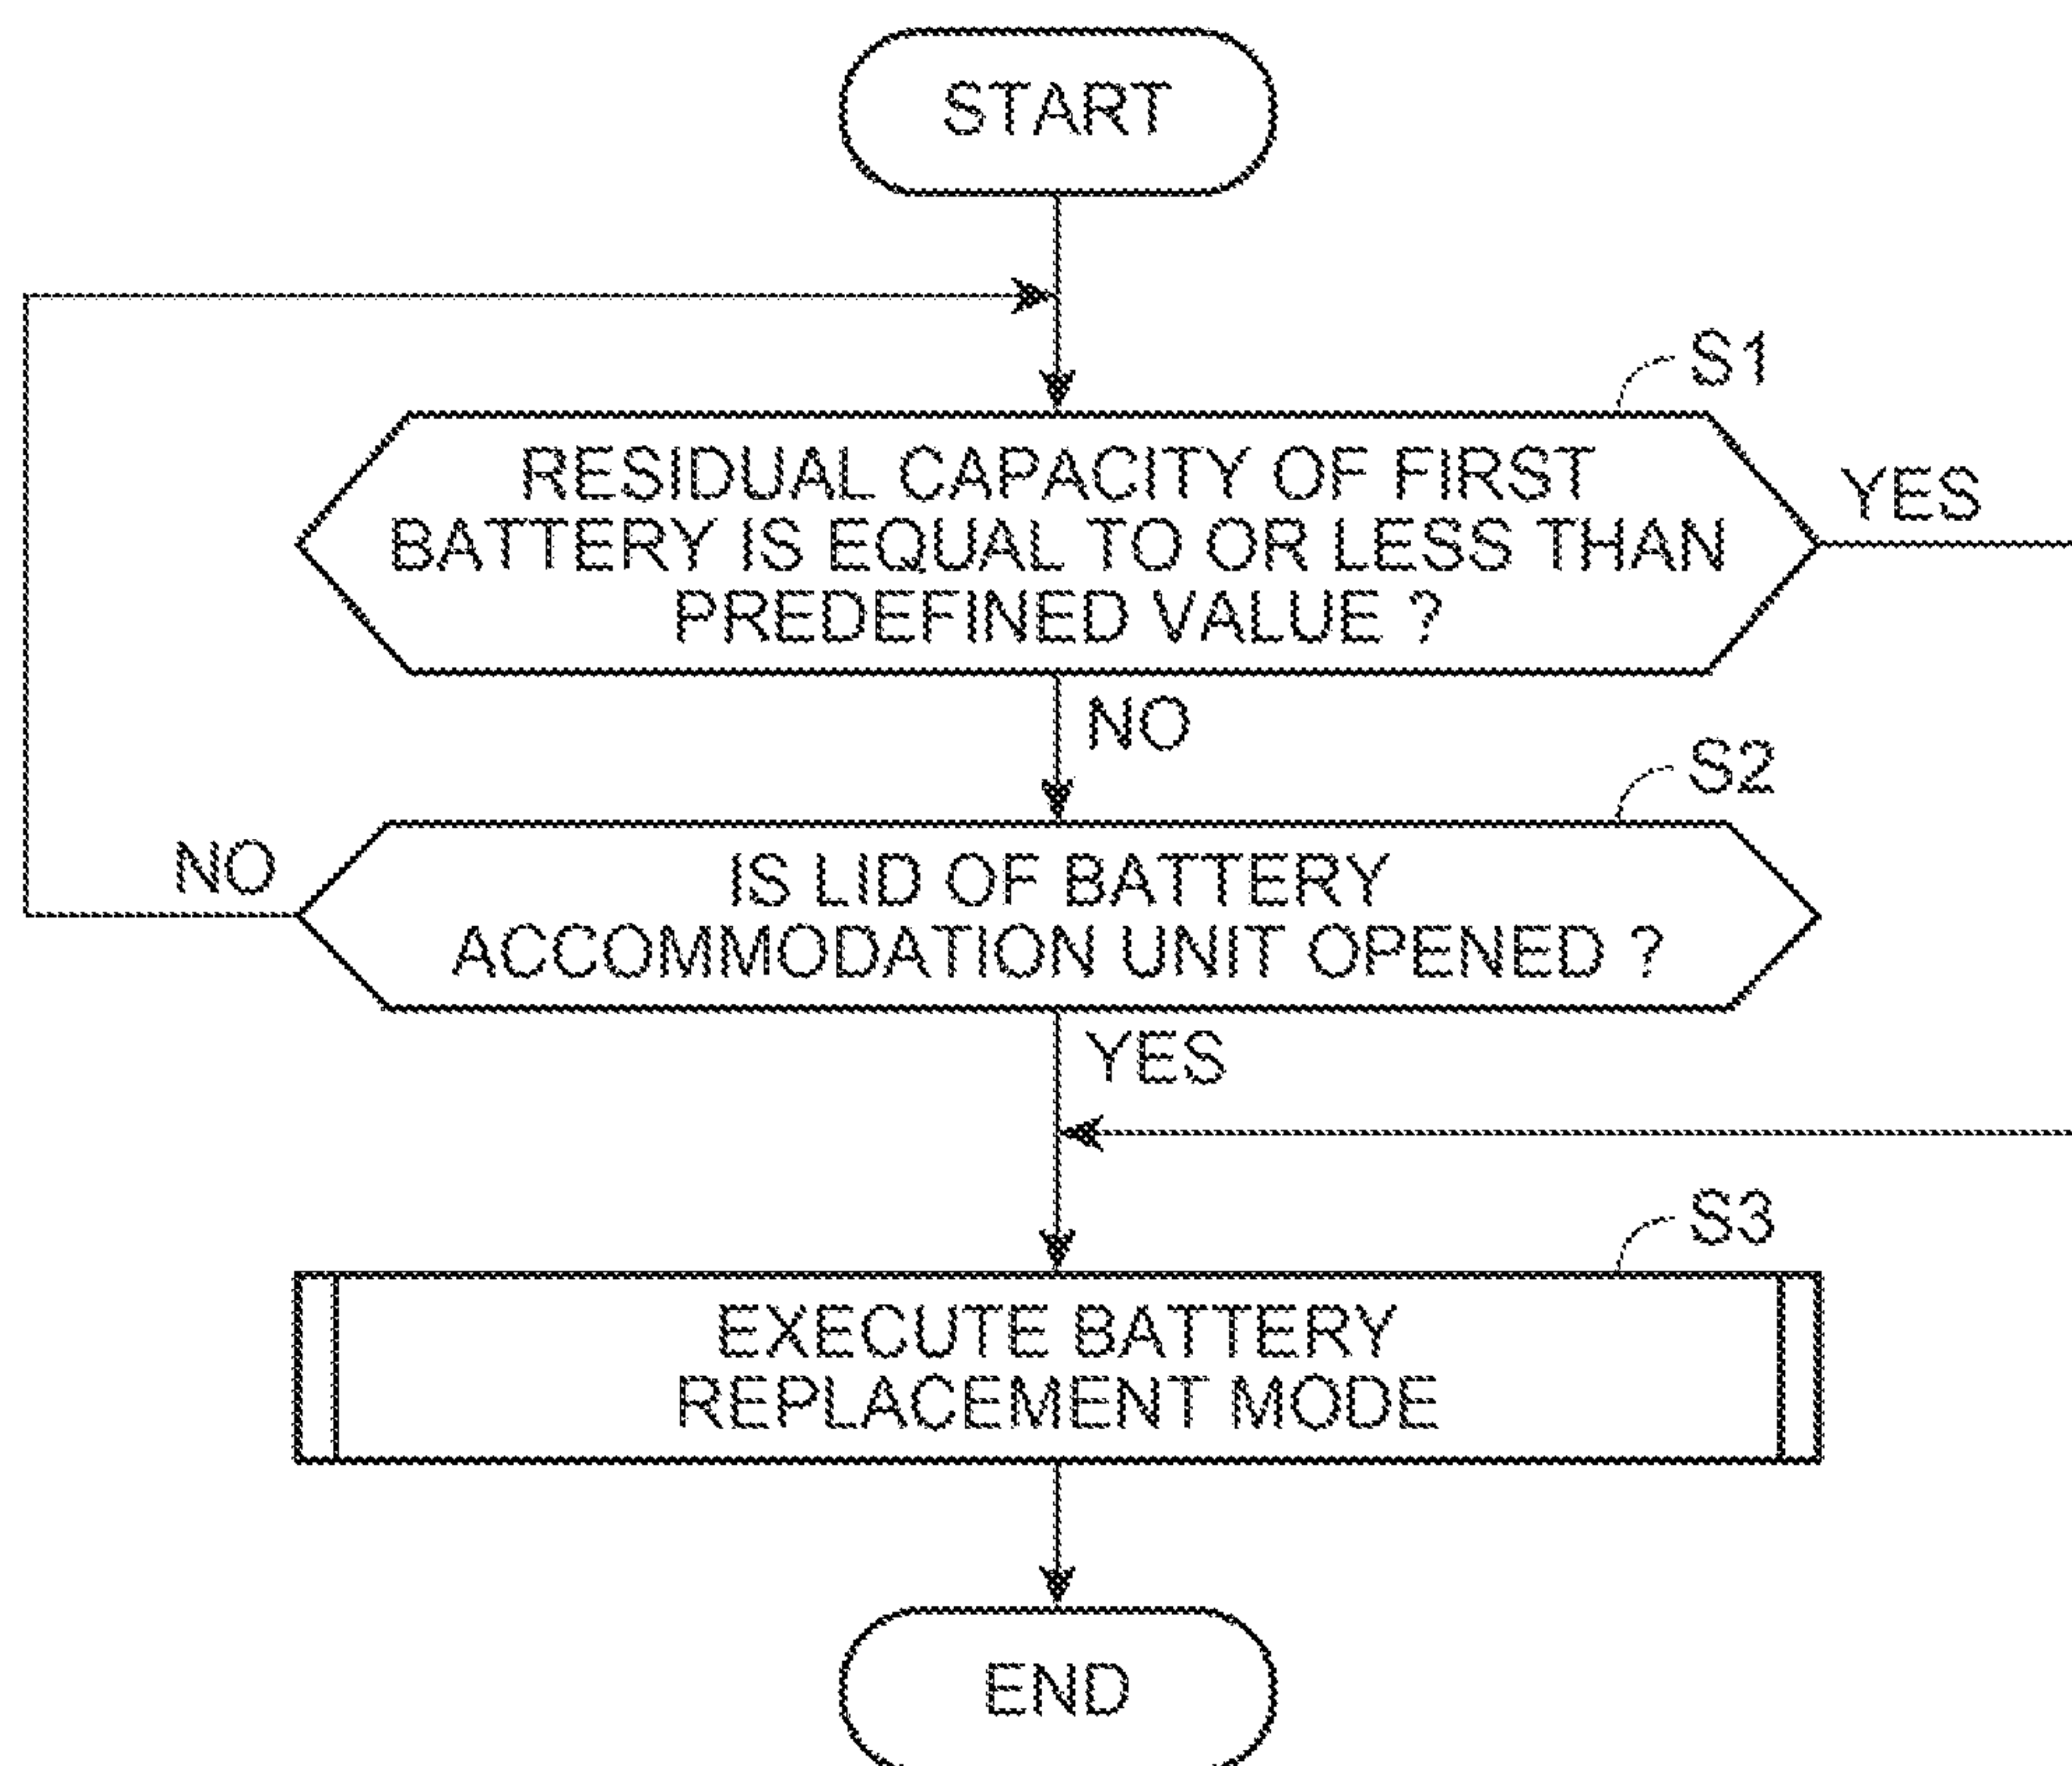 START
S1
RESIDUAL CAPACITY OF FIRST
BATTERY IS EQUAL TO OR LESS THAN
PREDEFINED VALUE ?
YES
NO
S2
NO
IS LID OF BATTERY
ACCOMMODATION UNIT OPENED ?
YES
S3
EXECUTE BATTERY
REPLACEMENT MODE
END